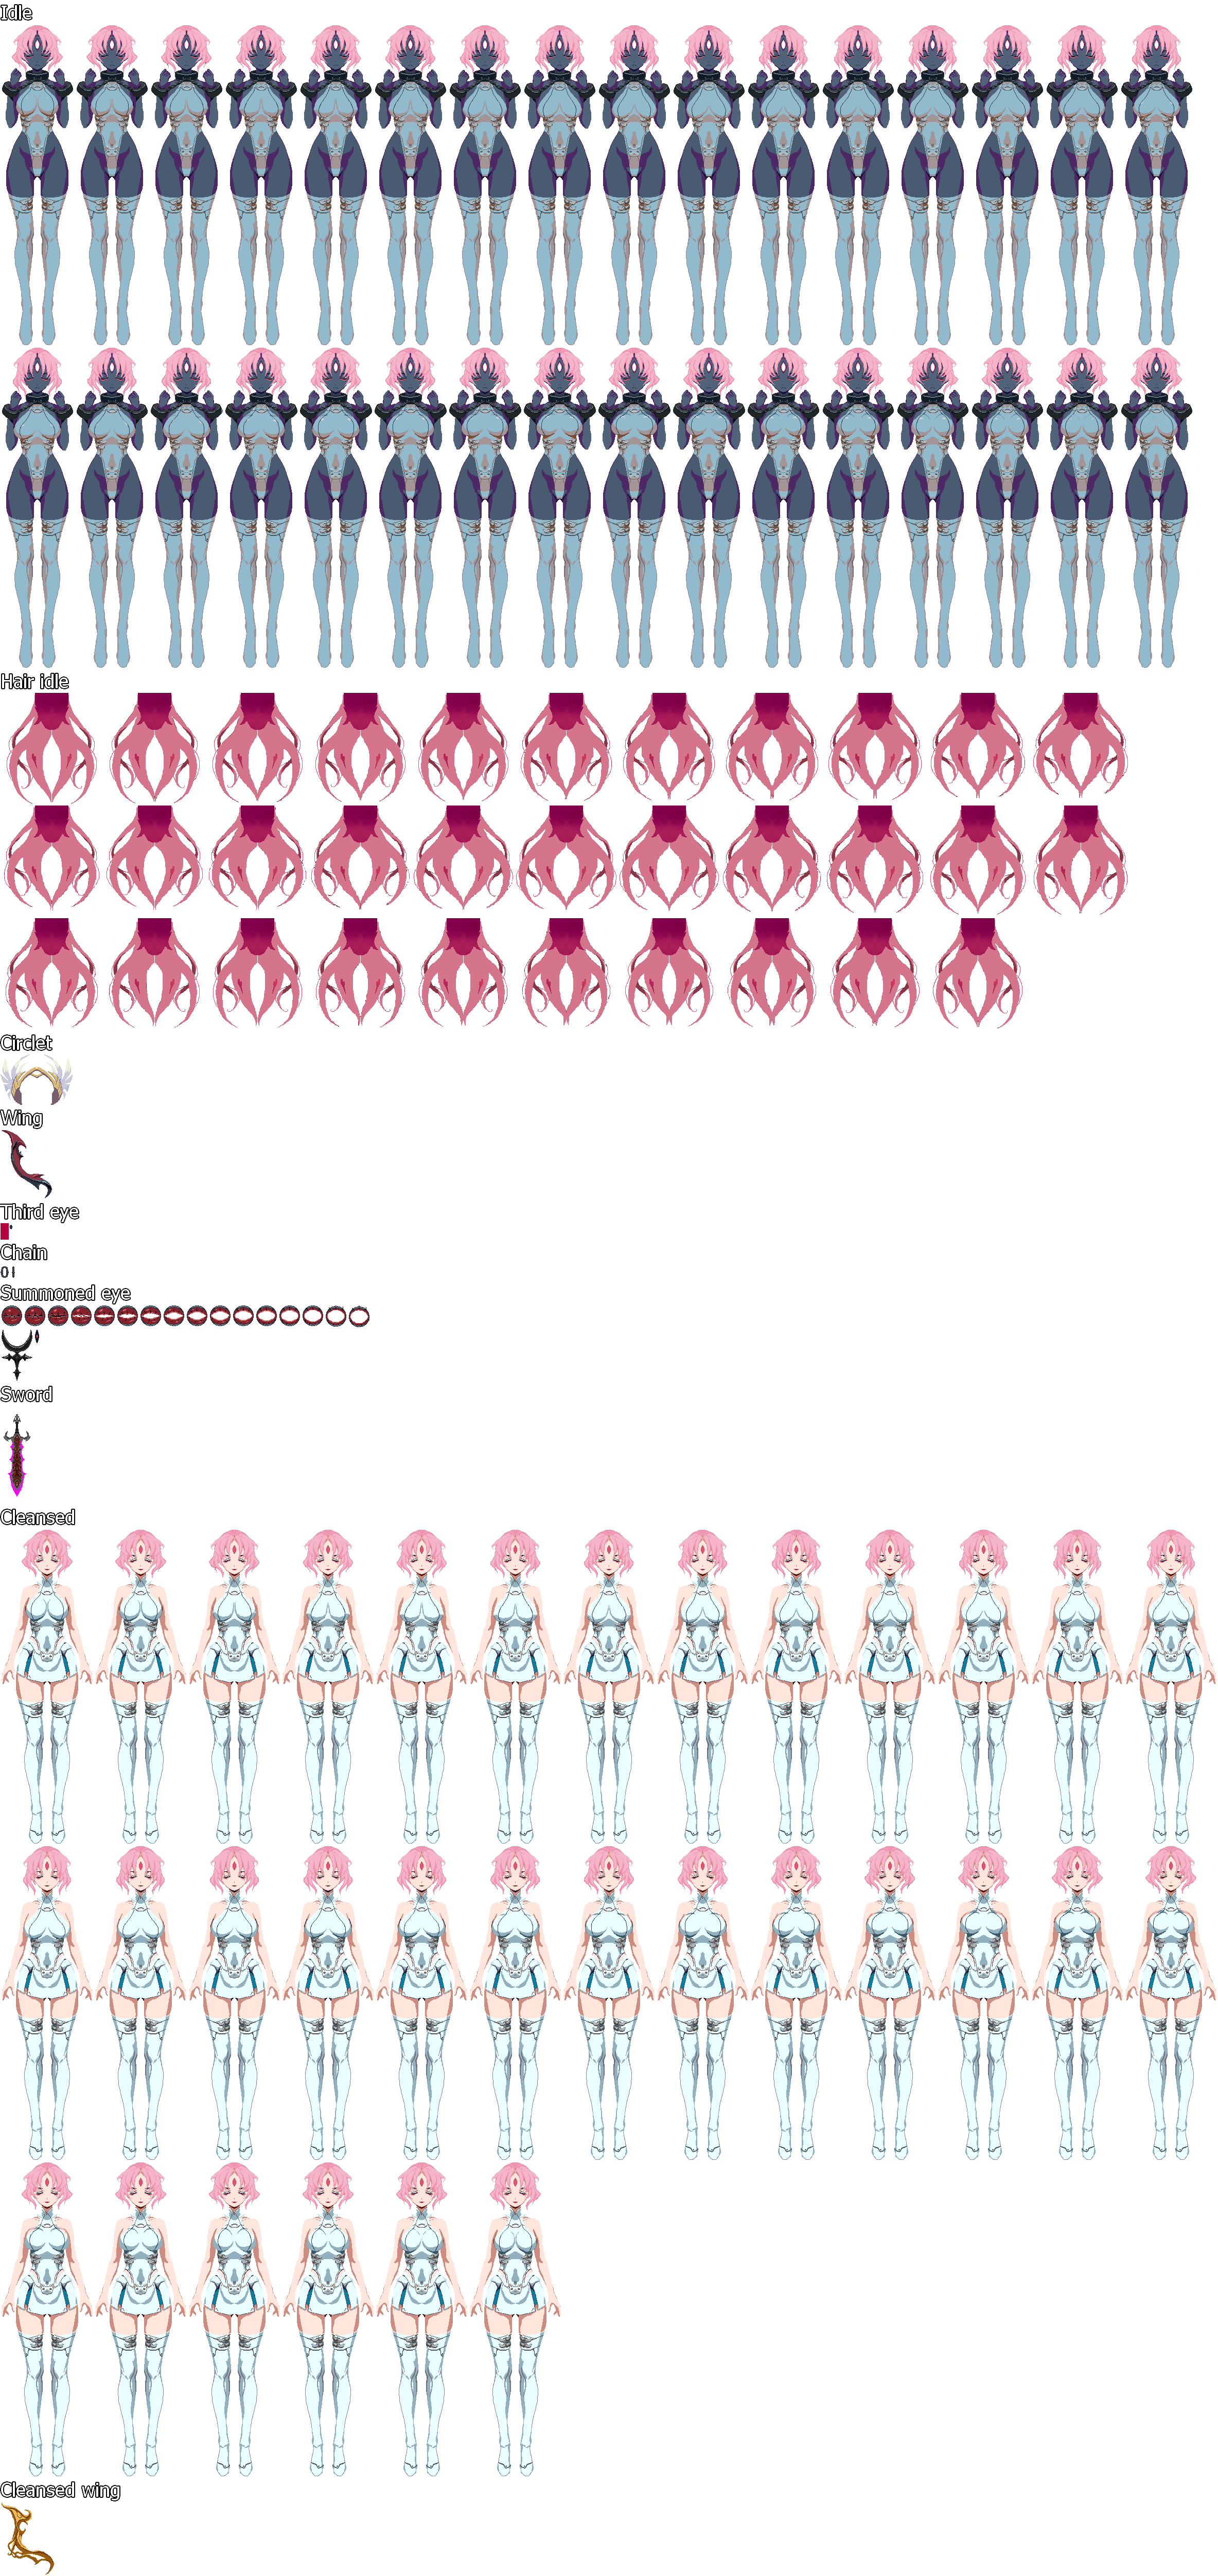 Idle
Hair idle
Circlet
Wing
Third eye
Chain
Summoned eye
Sword
Cleansed
Cleansed wing